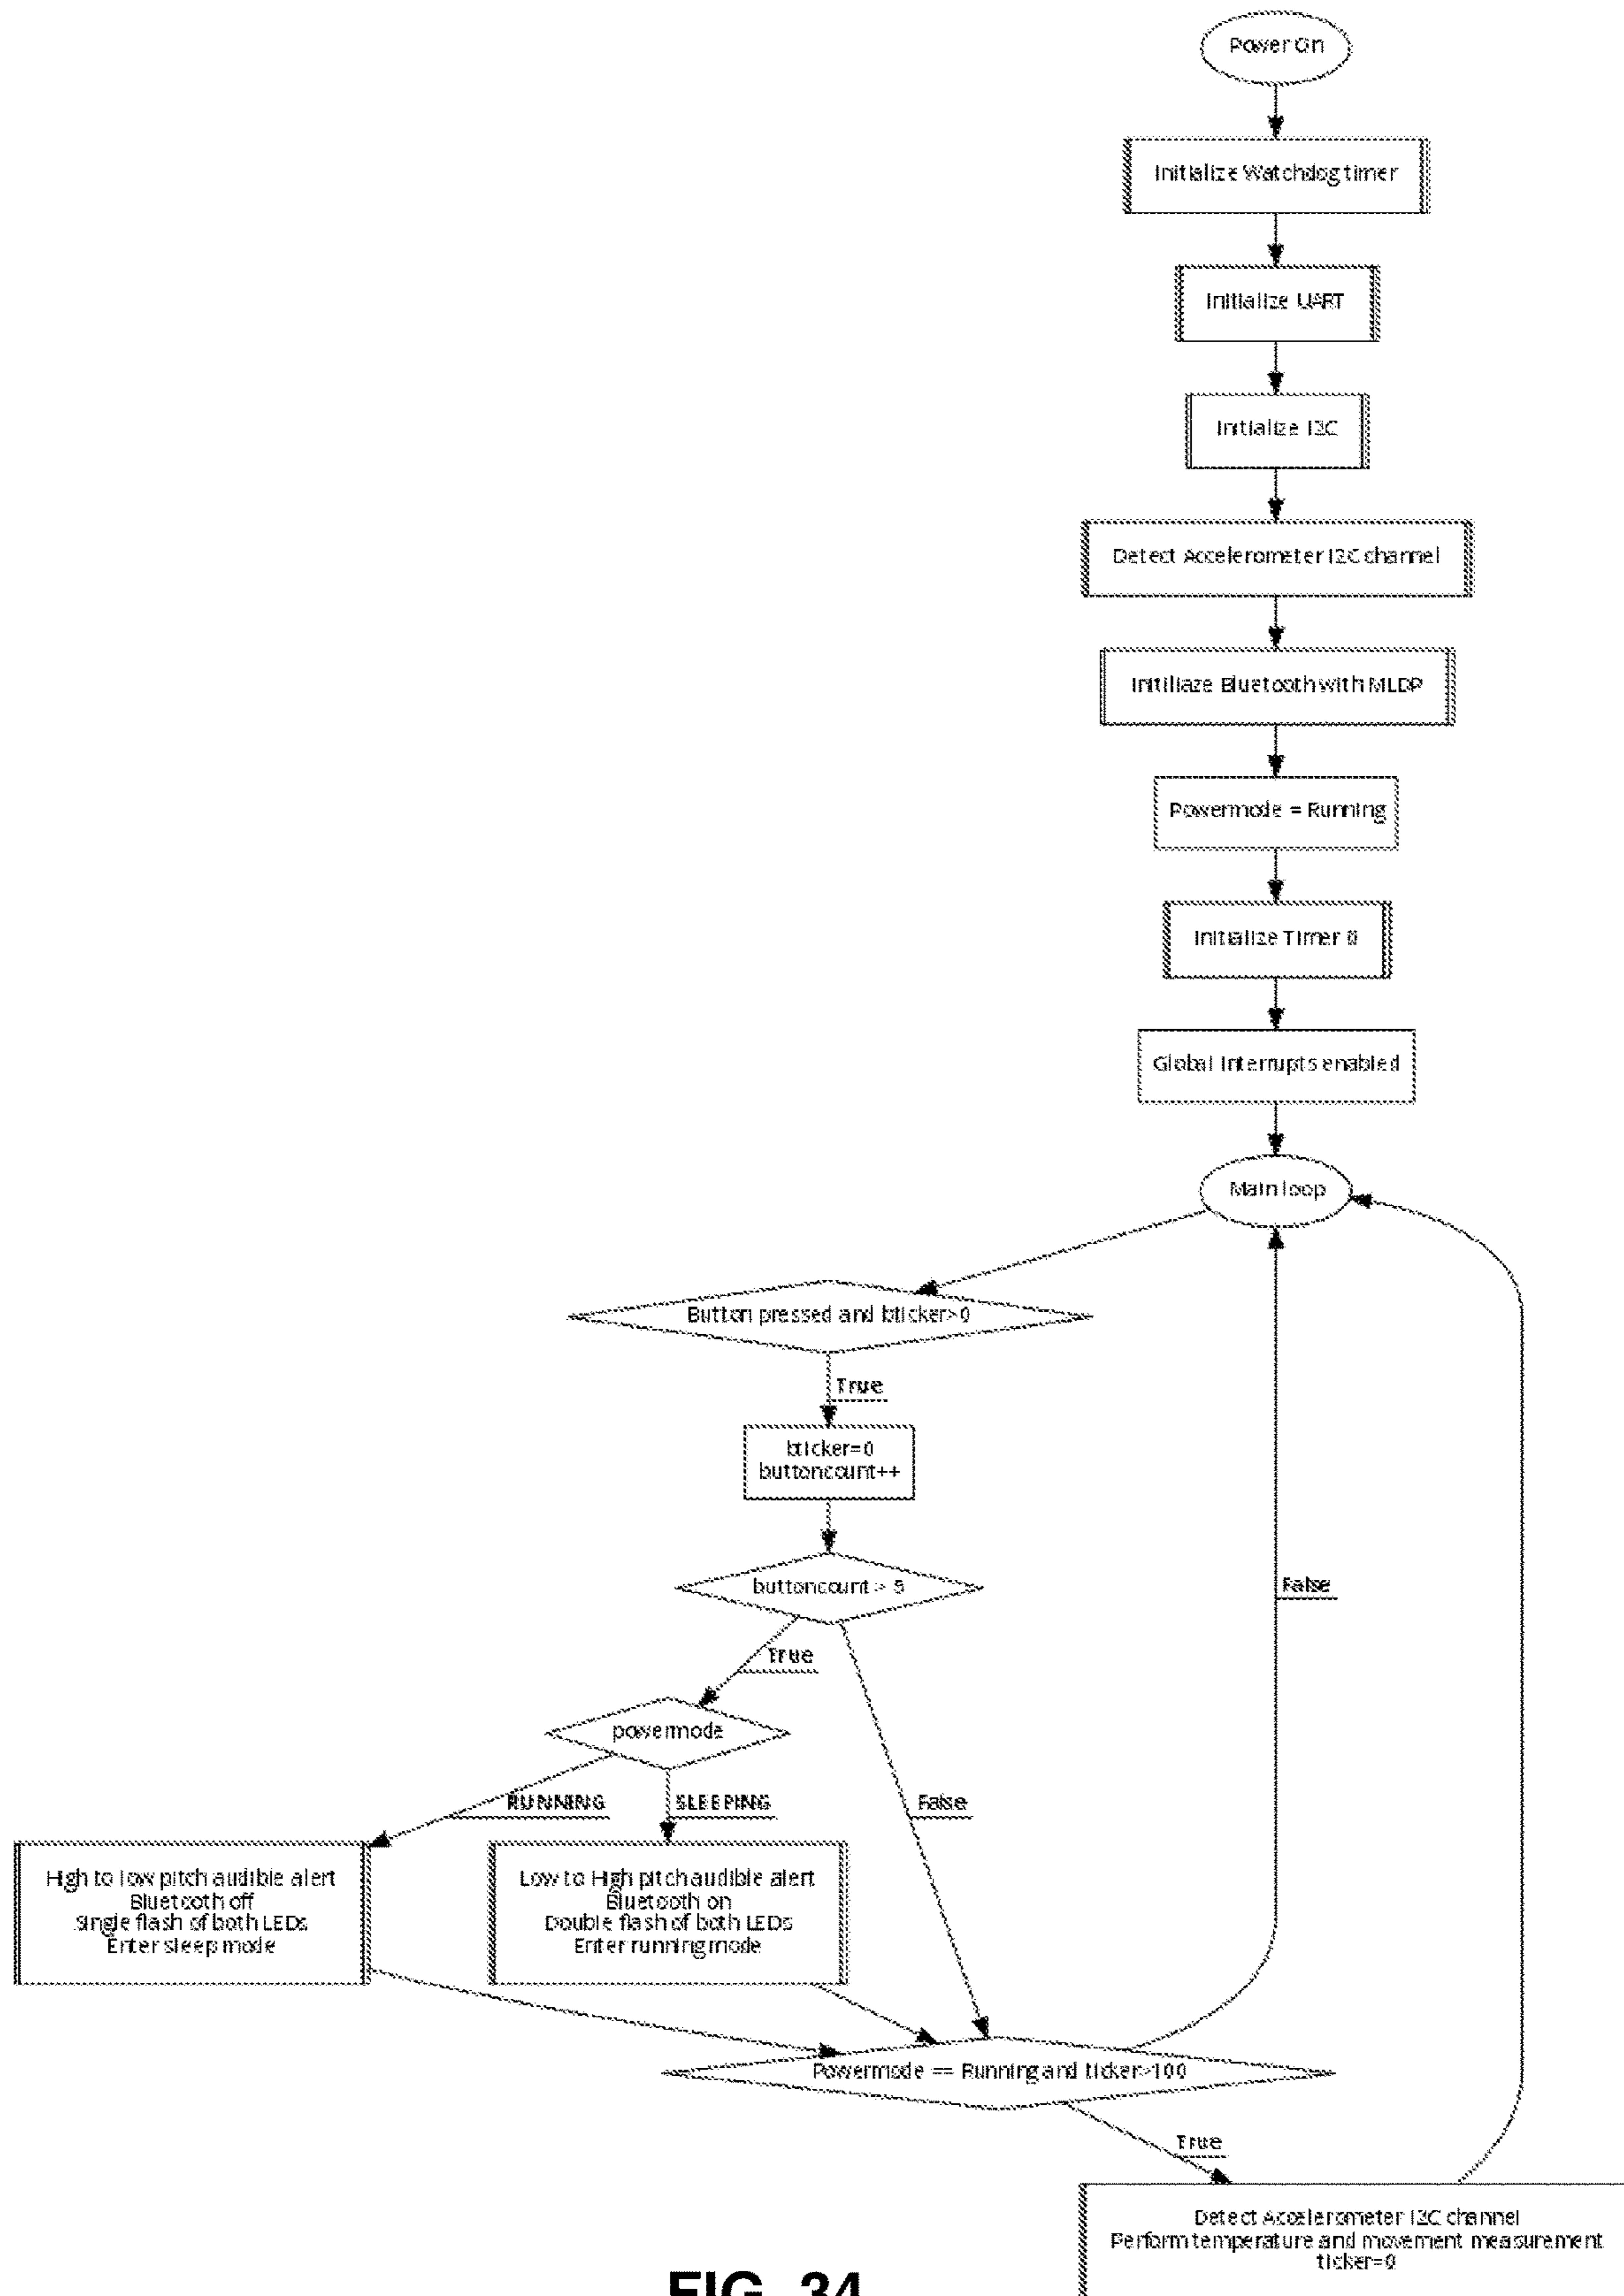 Power On
Initialize Watchdog timer
Initialize UART
Initialize I2C
Detect Accelerometer I2C channel
Initiliaze Bluetooth with MLDP
Powermode = Running
Initialize Timer 0
Global Interrupts enabled
Main loop
Button pressed and bticker>0
True
bticker=0
buttoncount++
buttoncount > 5
False
True
powermode
RUNNING
SLEEPING
False
High to low pitch audible alert
Bluetooth off
Single flash of both LEDs
Enter sleep mode
Low to High pitch audible alert
Bluetooth on
Double flash of both LEDs
Enter running mode
Powermode == Running and ticker>100
True
Detect Accelerometer I2C channel
Perform temperature and movement measurement
ticker=0
FIG. 34